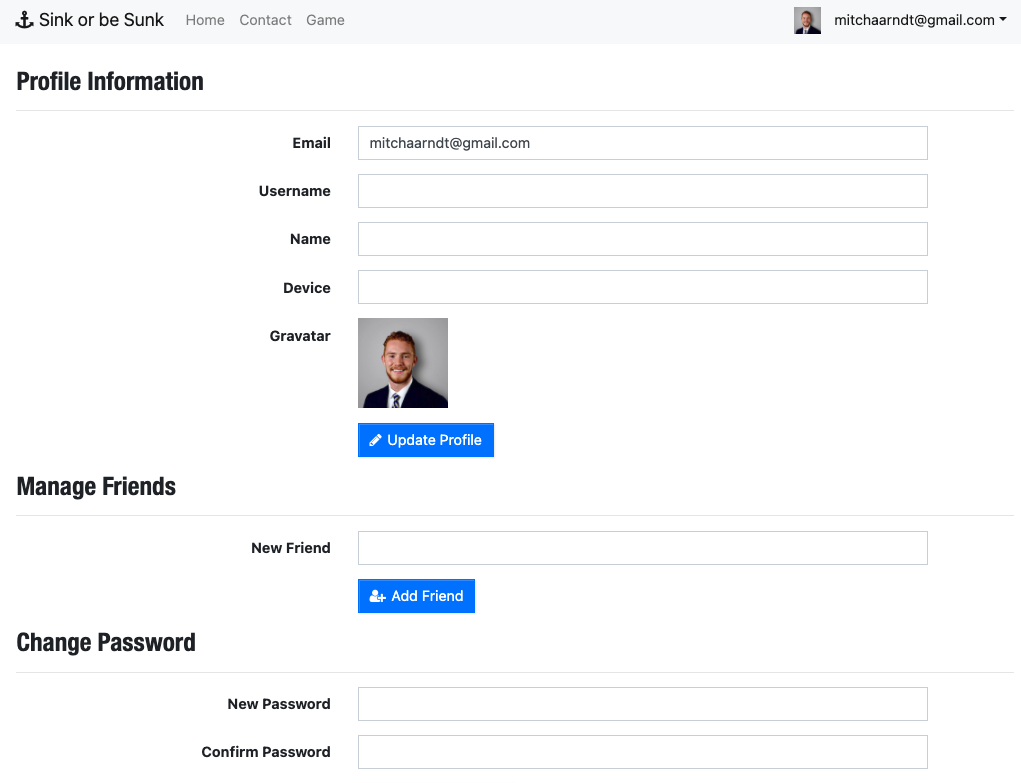 Sink or be Sunk Home Contact Game mitchaarndt@gmail.com
Profile Information
Email mitchaarndt@gmail.com
Username
Name
Device
Gravatar
Update Profile
Manage Friends
New Friend
Add Friend
Change Password
New Password
Confirm Password